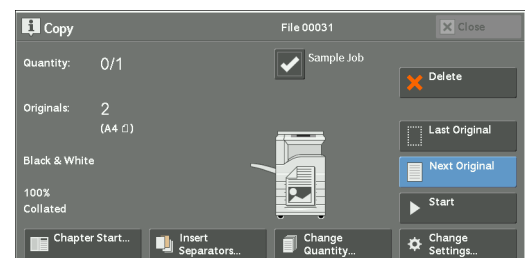 Copy
File 00031
Close
Quantity: 0/1
Sample Job
Delete
Originals: 2
(A4)
Last Original
Black & White
Next Original
100%
Collated
Start
Chapter Start...
Insert
Separators...
Change
Quantity...
Change
Settings...